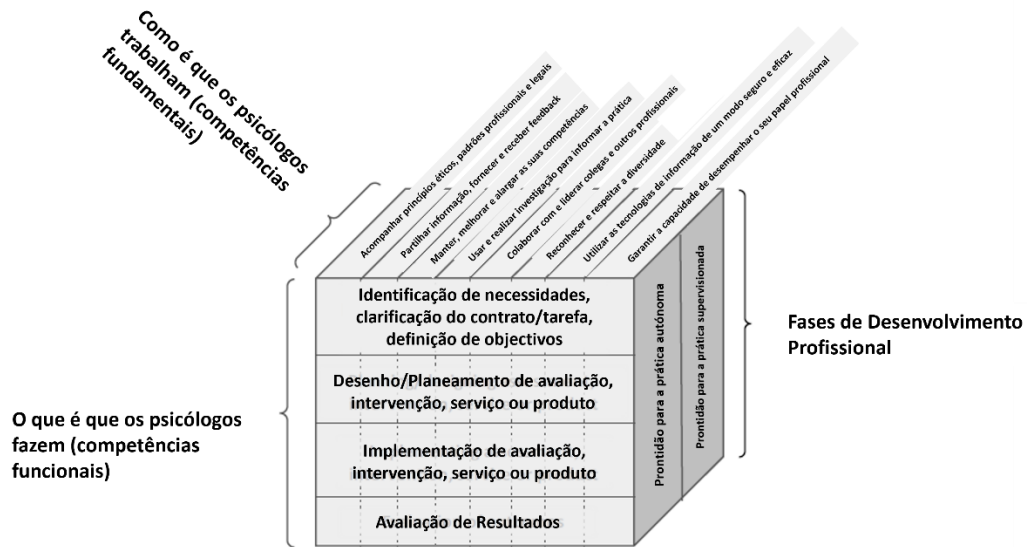 Como é que os psicólogos
trabalham (competências
fundamentais)
Acompanhar princípios éticos, padrões profissionais e legais
Partilhar informação, fornecer e receber feedback
Manter, melhorar e alargar as suas competências
Usar e realizar investigação para informar a prática
Colaborar com e liderar colegas e outros profissionais
Reconhecer e respeitar a diversidade
Utilizar as tecnologias de informação de um modo seguro e eficaz
Garantir a capacidade de desempenhar o seu papel profissional
Identificação de necessidades,
clarificação do contrato/tarefa,
definição de objectivos
Desenho/Planeamento de avaliação,
intervenção, serviço ou produto
Implementação de avaliação,
intervenção, serviço ou produto
Avaliação de Resultados
O que é que os psicólogos
fazem (competências
funcionais)
Prontidão para a prática autónoma
Prontidão para a prática supervisionada
Fases de Desenvolvimento
Profissional